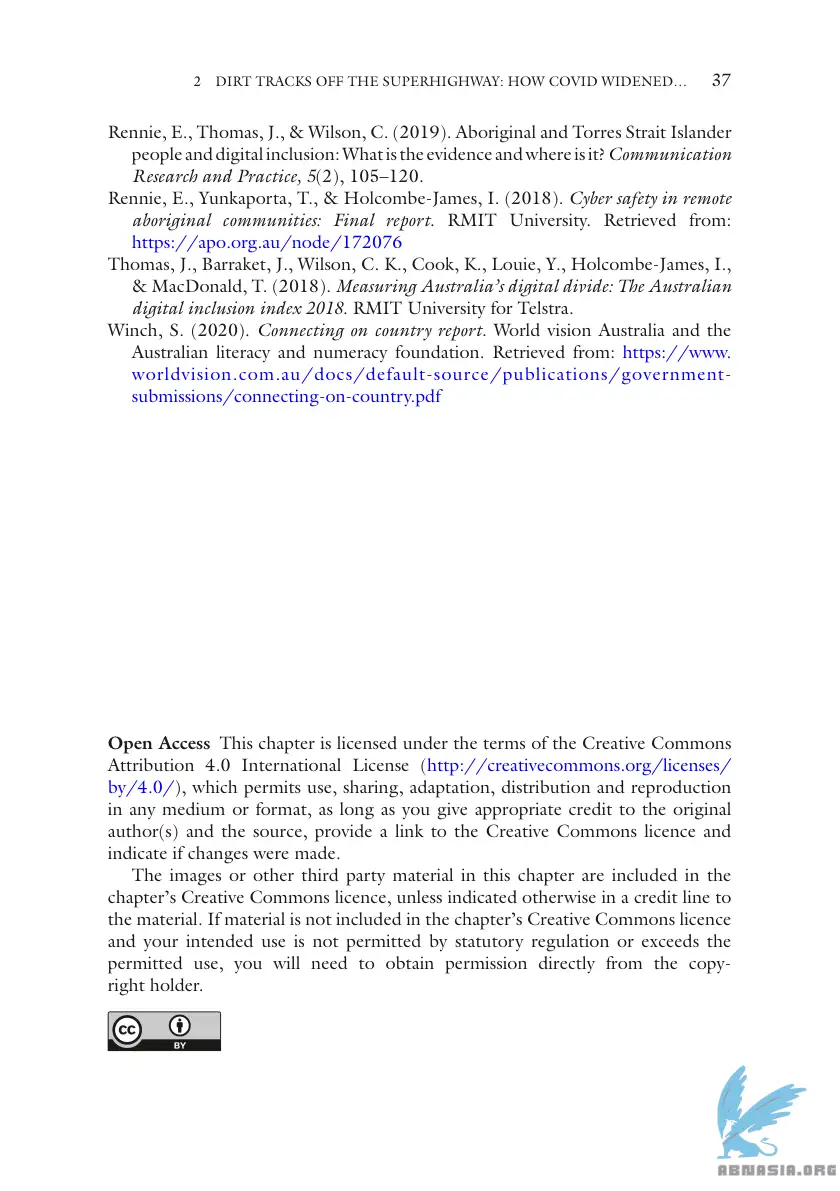 2 DIRT TRACKS OFF THE SUPERHIGHWAY: HOW COVID WIDENED… 37
Rennie, E., Thomas, J., & Wilson, C. (2019). Aboriginal and Torres Strait Islander
people and digital inclusion: What is the evidence and where is it? Communication
Research and Practice, 5(2), 105–120.
Rennie, E., Yunkaporta, T., & Holcombe-James, I. (2018). Cyber safety in remote
aboriginal communities: Final report. RMIT University. Retrieved from:
https://apo.org.au/node/172076
Thomas, J., Barraket, J., Wilson, C. K., Cook, K., Louie, Y., Holcombe-James, I.,
& MacDonald, T. (2018). Measuring Australia’s digital divide: The Australian
digital inclusion index 2018. RMIT University for Telstra.
Winch, S. (2020). Connecting on country report. World vision Australia and the
Australian literacy and numeracy foundation. Retrieved from: https://www.
worldvision.com.au/docs/default-source/publications/government-
submissions/connecting-on-country.pdf
Open Access This chapter is licensed under the terms of the Creative Commons
Attribution 4.0 International License (http://creativecommons.org/licenses/
by/4.0/), which permits use, sharing, adaptation, distribution and reproduction
in any medium or format, as long as you give appropriate credit to the original
author(s) and the source, provide a link to the Creative Commons licence and
indicate if changes were made.
The images or other third party material in this chapter are included in the
chapter’s Creative Commons licence, unless indicated otherwise in a credit line to
the material. If material is not included in the chapter’s Creative Commons licence
and your intended use is not permitted by statutory regulation or exceeds the
permitted use, you will need to obtain permission directly from the copy-
right holder.
cc
BY
ABNASIA.ORG